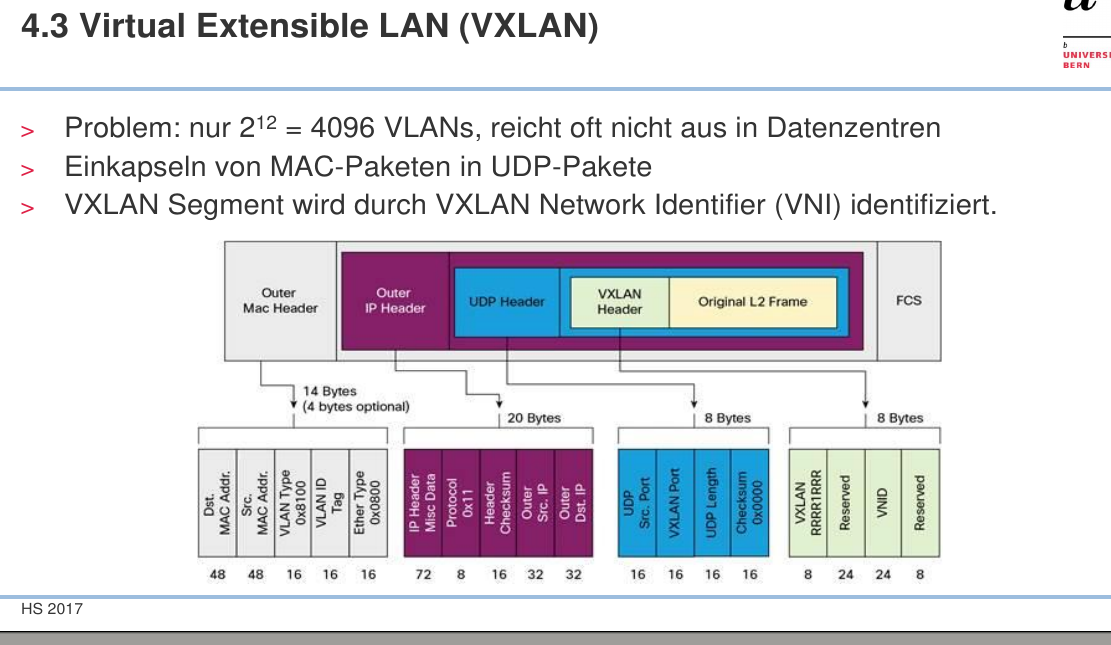 4.3 Virtual Extensible LAN (VXLAN)
b
UNIVERSI
BERN
> Problem: nur 2¹² = 4096 VLANs, reicht oft nicht aus in Datenzentren
> Einkapseln von MAC-Paketen in UDP-Pakete
> VXLAN Segment wird durch VXLAN Network Identifier (VNI) identifiziert.
Outer
Mac Header
Outer
IP Header
UDP Header
VXLAN
Header
Original L2 Frame
FCS
14 Bytes
(4 bytes optional)
20 Bytes
8 Bytes
8 Bytes
Dst.
MAC Addr.
Src.
MAC Addr.
VLAN Type
0x8100
VLAN ID
Tag
Ether Type
0x0800
IP Header
Misc Data
Protocol
0x11
Header
Checksum
Outer
Src. IP
Outer
Dst. IP
UDP
Src. Port
VXLAN Port
UDP Length
Checksum
0x0000
VXLAN
RRRR1RRR
Reserved
VNID
Reserved
48 48 16 16 16 72 8 16 32 32 16 16 16 16 8 24 24 8
HS 2017